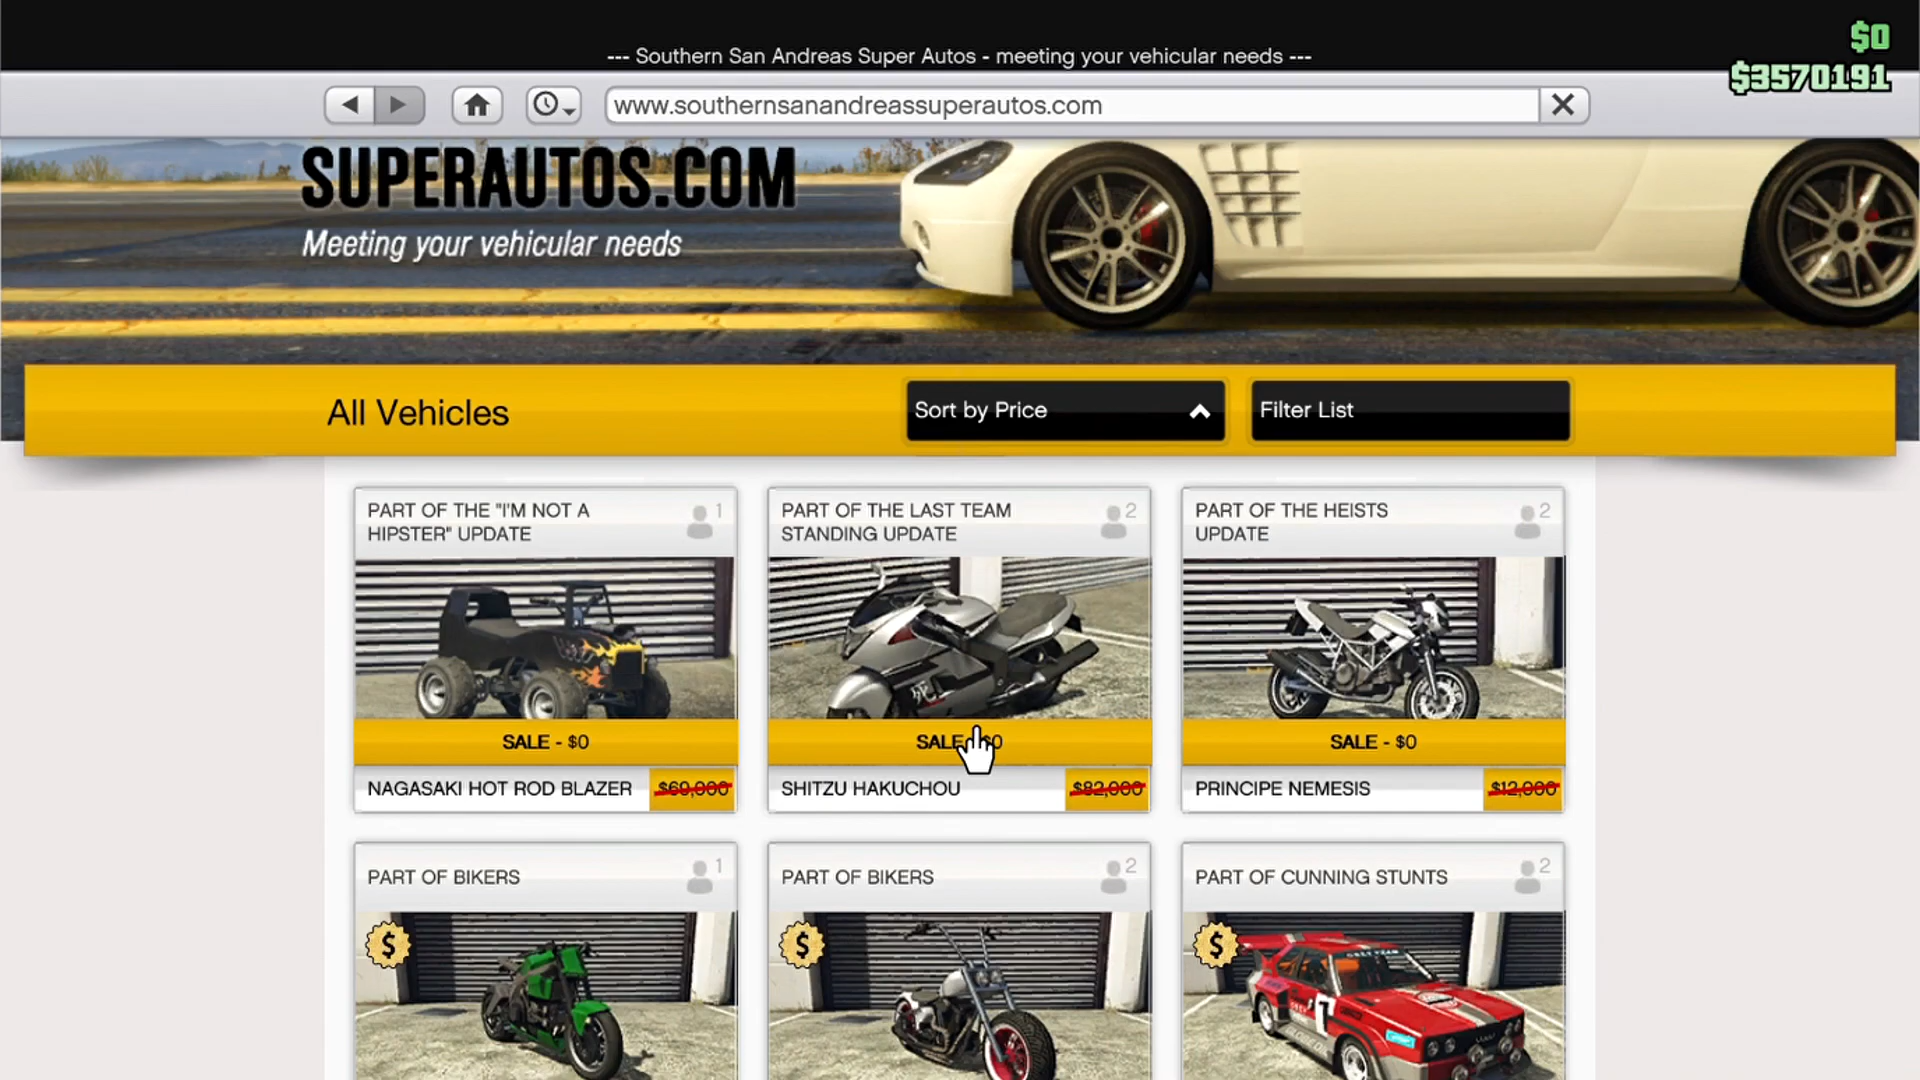 --- Southern San Andreas Super Autos - meeting your vehicular needs ---
$0
$3570191
www.southernsanandreassuperautos.com
SUPERAUTOS.COM
Meeting your vehicular needs
All Vehicles
Sort by Price
Filter List
PART OF THE "I'M NOT A
HIPSTER" UPDATE
1
SALE - $0
NAGASAKI HOT ROD BLAZER
$69,000
PART OF THE LAST TEAM
STANDING UPDATE
2
SALE - $0
SHITZU HAKUCHOU
$82,000
PART OF THE HEISTS
UPDATE
2
SALE - $0
PRINCIPE NEMESIS
$12,000
PART OF BIKERS
1
$
PART OF BIKERS
2
$
PART OF CUNNING STUNTS
2
$